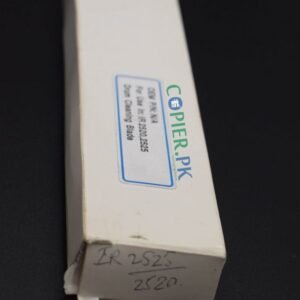 COPIER.PK
OEM P/N: N/A
For Use in: IR 2520,2525
Drum Cleaning Blade
IR 2525
2520